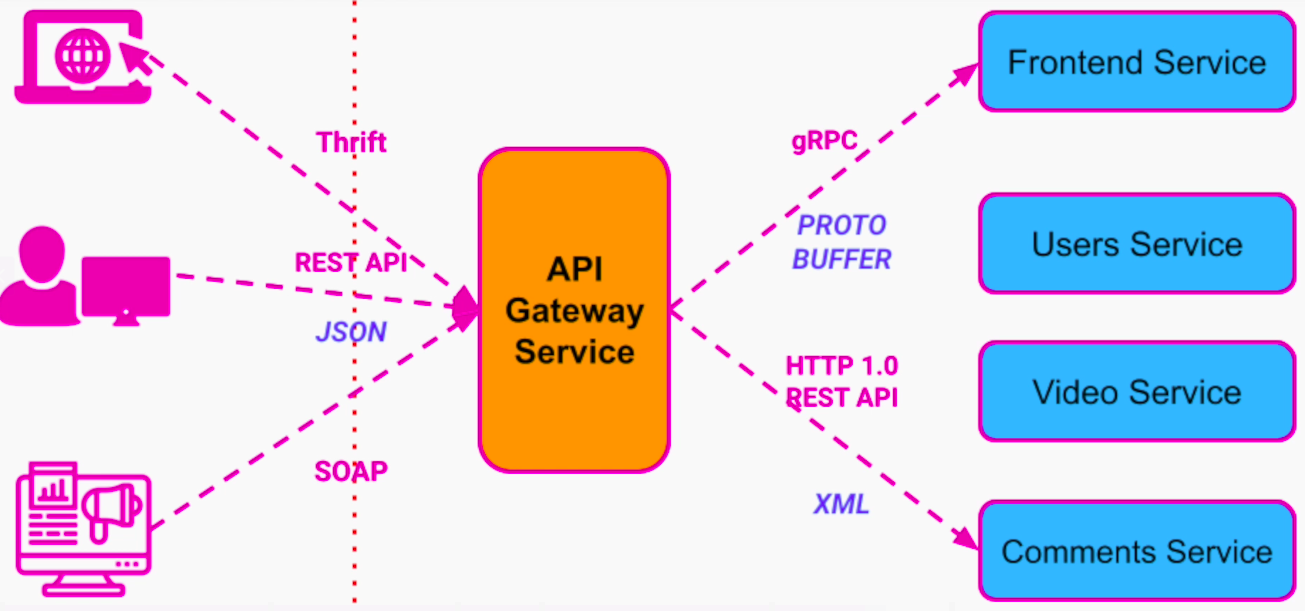 Thrift
REST API
JSON
SOAP
API
Gateway
Service
gRPC
PROTO
BUFFER
HTTP 1.0
REST API
XML
Frontend Service
Users Service
Video Service
Comments Service